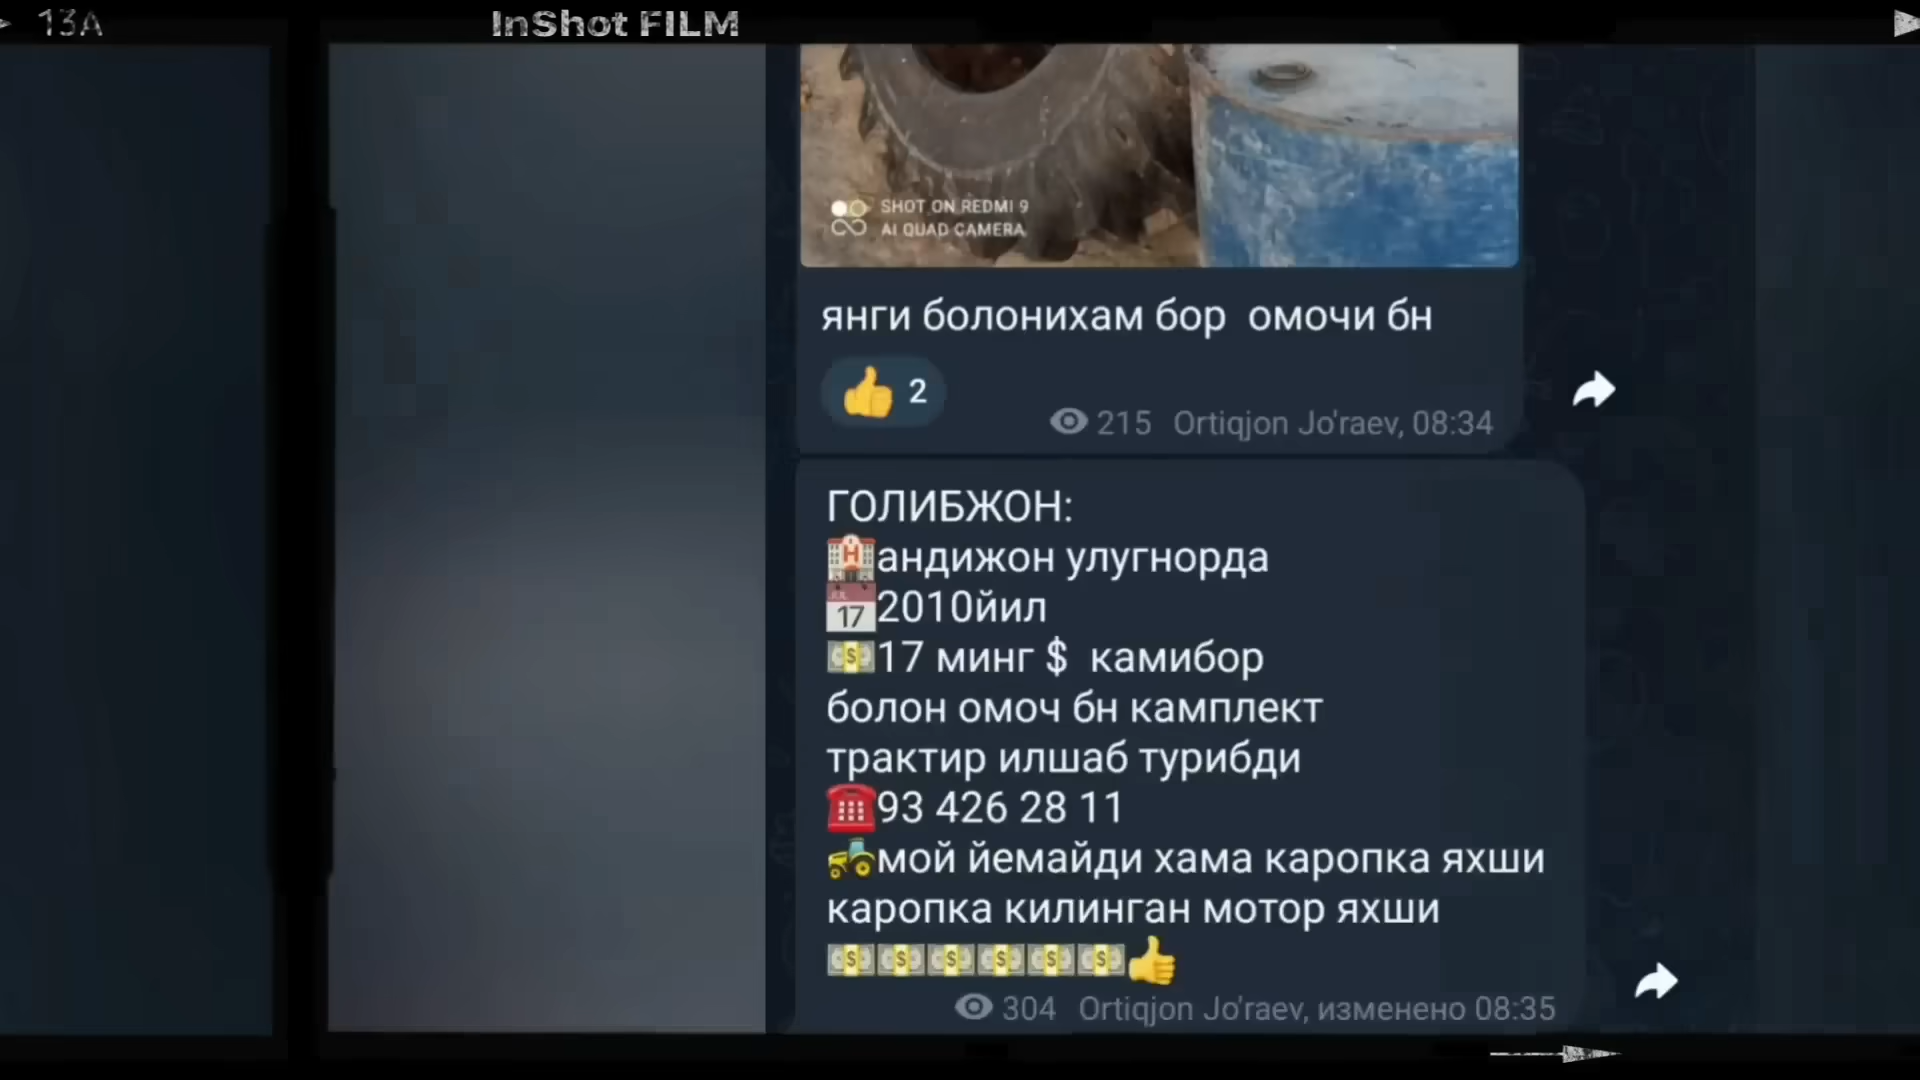 13A
InShot FILM
SHOT ON REDMI 9
AI QUAD CAMERA
янги болонихам бор омочи бн
👍 2
215 Ortiqjon Jo'raev, 08:34
ГОЛИБЖОН:
🏩андижон улугнорда
📅2010йил
💵17 минг $ камибор
болон омоч бн камплект
трактир илшаб турибди
☎️93 426 28 11
🚜мой йемайди хама каропка яхши
каропка килинган мотор яхши
💵💵💵💵💵💵👍
304 Ortiqjon Jo'raev, изменено 08:35